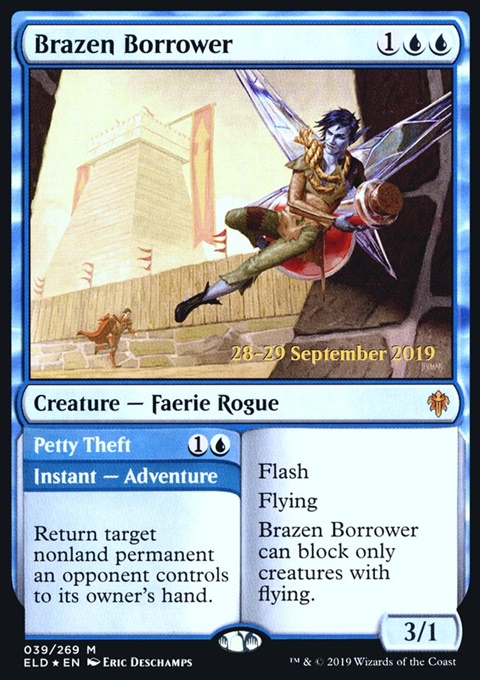 Brazen Borrower
1
28–29 September 2019
Creature — Faerie Rogue
Petty Theft
1
Instant — Adventure
Return target
nonland permanent
an opponent controls
to its owner's hand.
Flash
Flying
Brazen Borrower
can block only
creatures with
flying.
3/1
039/269 M
ELD ★ EN Eric Deschamps
™ & © 2019 Wizards of the Coast